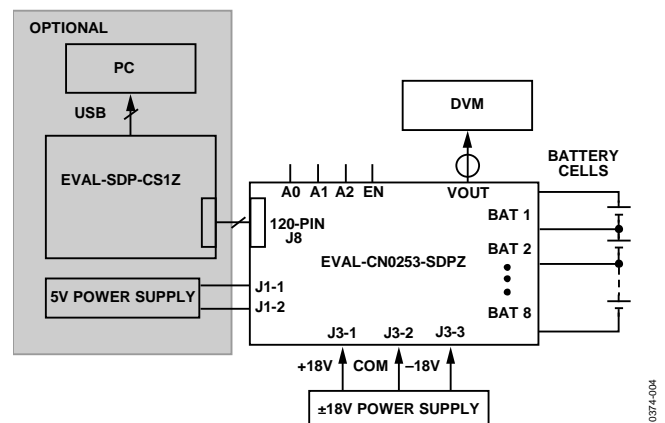 OPTIONAL
PC
USB
EVAL-SDP-CS1Z
5V POWER SUPPLY
DVM
BATTERY
CELLS
A0 A1 A2 EN
VOUT
120-PIN
J8
EVAL-CN0253-SDPZ
BAT 1
BAT 2
BAT 8
J1-1
J1-2
J3-1 J3-2 J3-3
+18V COM –18V
±18V POWER SUPPLY
0374-004